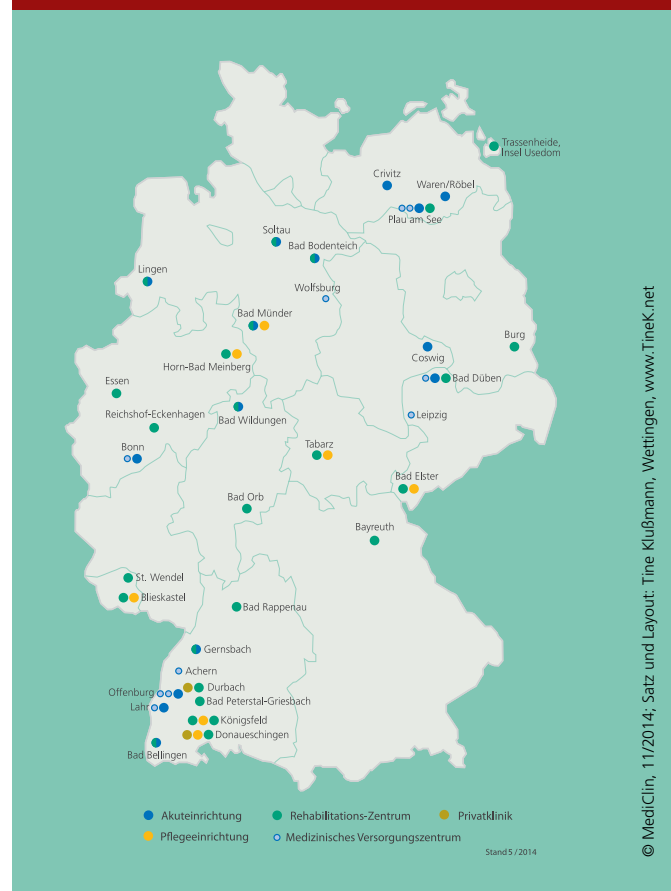 Trassenheide,
Insel Usedom
Crivitz
Waren/Röbel
Plau am See
Soltau
Bad Bodenteich
Lingen
Wolfsburg
Bad Münder
Burg
Coswig
Horn-Bad Meinberg
Bad Düben
Essen
Reichshof-Eckenhagen
Leipzig
Bad Wildungen
Bonn
Tabarz
Bad Elster
Bad Orb
Bayreuth
St. Wendel
Blieskastel
Bad Rappenau
Gernsbach
Achern
Offenburg
Durbach
Bad Peterstal-Griesbach
Lahr
Königsfeld
Donaueschingen
Bad Bellingen
Akuteinrichtung
Rehabilitations-Zentrum
Privatklinik
Pflegeeinrichtung
Medizinisches Versorgungszentrum
Stand 5 / 2014
© MediClin, 11/2014; Satz und Layout: Tine Klußmann, Wettingen, www.TineK.net